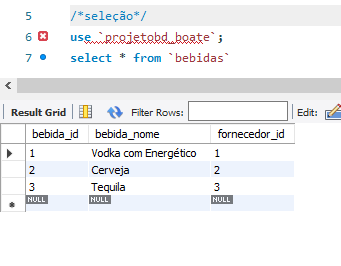 5 /*seleção*/
6 use `projetobd_boate`;
7 select * from `bebidas`
Result Grid Filter Rows: Edit:
bebida_id bebida_nome fornecedor_id
1 Vodka com Energético 1
2 Cerveja 2
3 Tequila 3
NULL NULL NULL